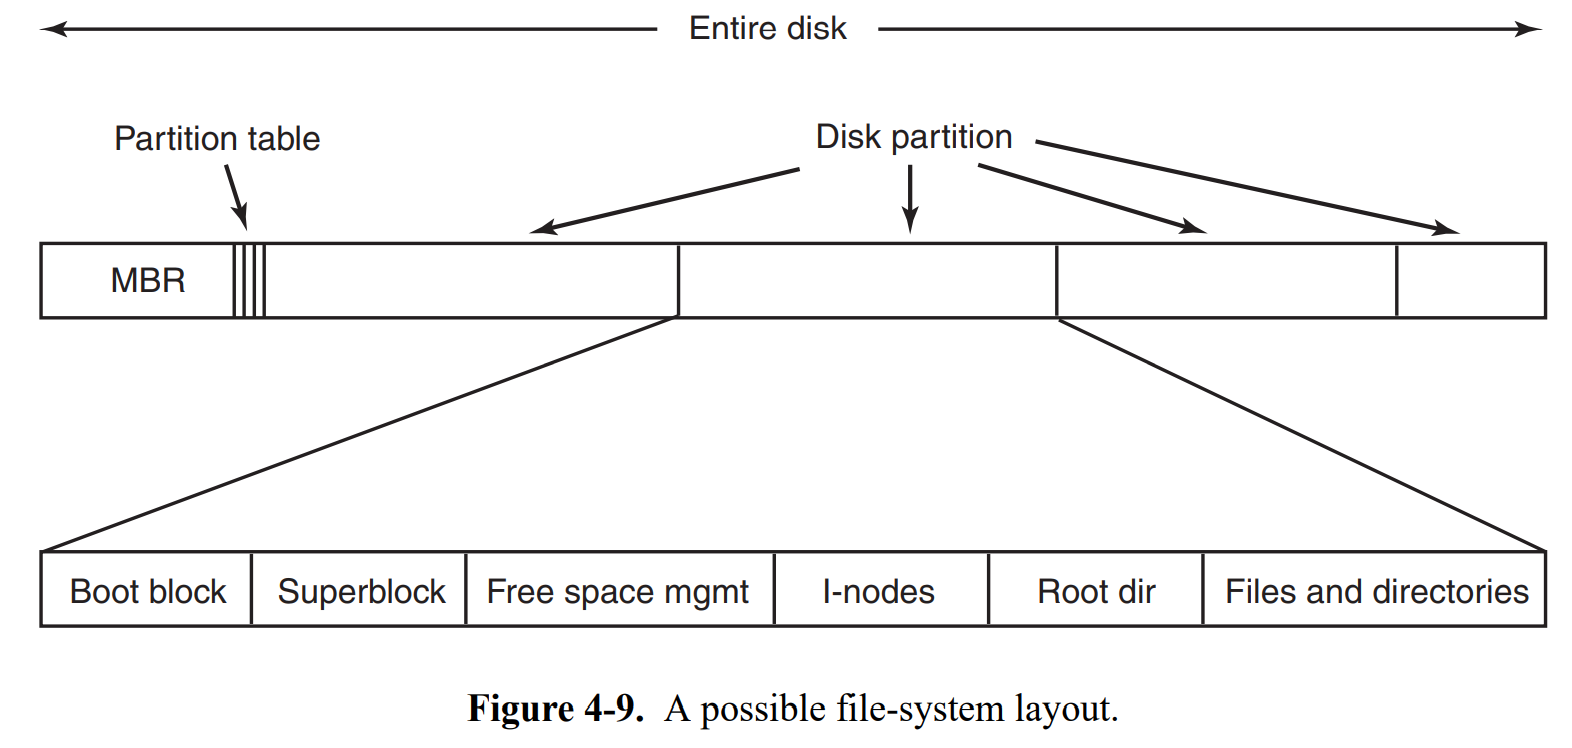 Entire disk
Partition table
Disk partition
MBR
Boot block
Superblock
Free space mgmt
I-nodes
Root dir
Files and directories
Figure 4-9. A possible file-system layout.